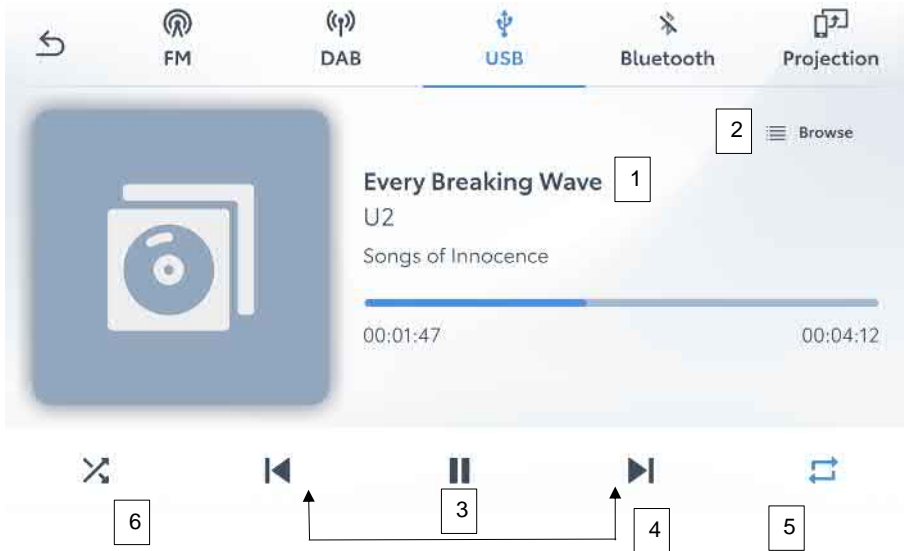 FM DAB USB Bluetooth Projection
2 Browse
Every Breaking Wave 1
U2
Songs of Innocence
00:01:47 00:04:12
6 3 4 5